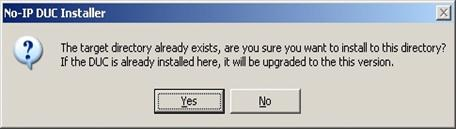 No-IP DUC Installer
The target directory already exists, are you sure you want to install to this directory?
If the DUC is already installed here, it will be upgraded to the this version.
Yes
No